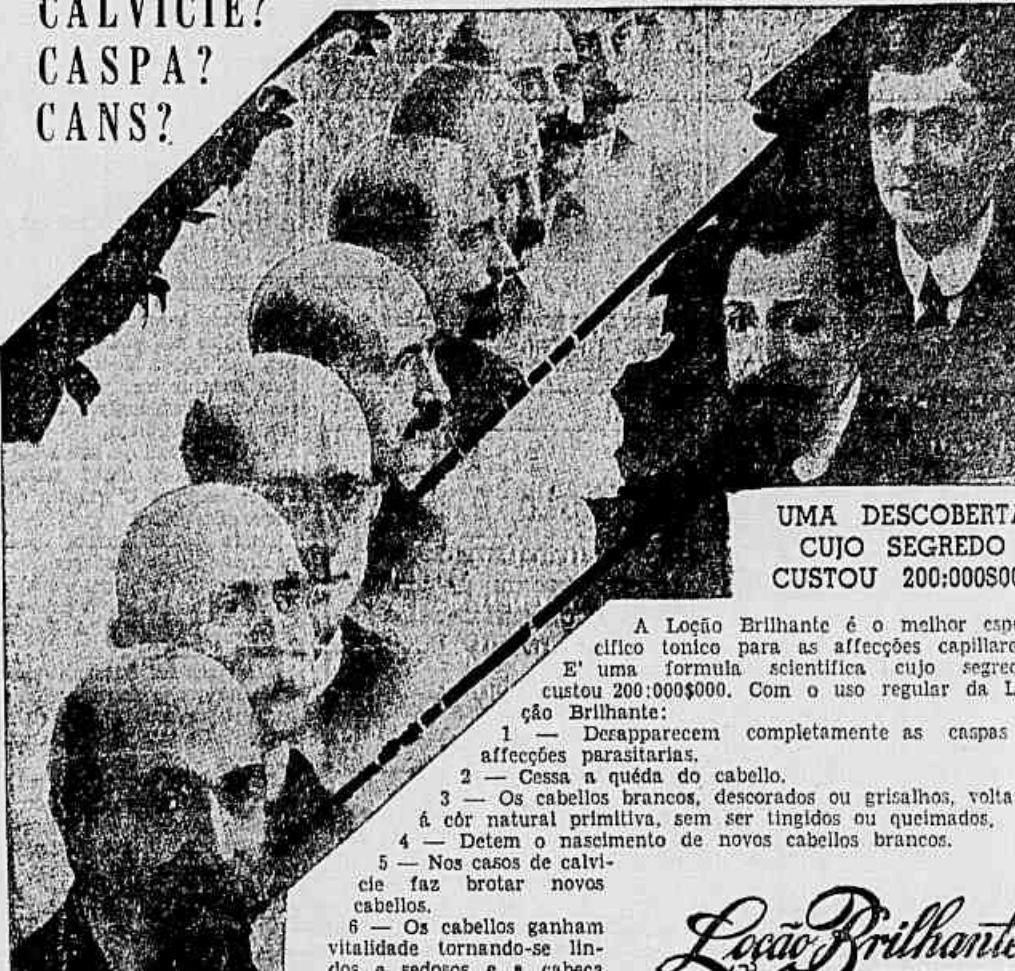 CALVICIE?
CASPA?
CANS?
UMA DESCOBERTA
CUJO SEGREDO
CUSTOU 200:000$00
A Loção Brilhante é o melhor espe
cifico tonico para as affecções capillare
E' uma formula scientifica cujo segred
custou 200:000$000. Com o uso regular da L
ção Brilhante:
1 — Desapparecem completamente as caspas
affecções parasitarias.
2 — Cessa a quéda do cabello.
3 — Os cabellos brancos, descorados ou grisalhos, volta
á côr natural primitiva, sem ser tingidos ou queimados.
4 — Detem o nascimento de novos cabellos brancos.
5 — Nos casos de calvi-
cie faz brotar novos
cabellos.
6 — Os cabellos ganham
vitalidade tornando-se lin-
dos e sedosos e a cabeça
Loção Brilhante